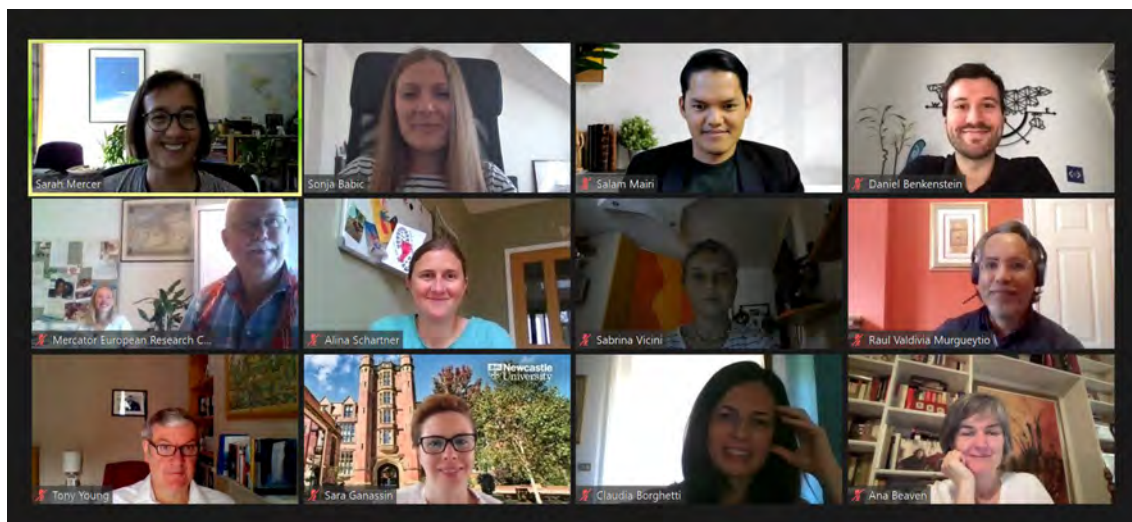 Sarah Mercer
Sonja Babic
Salam Mairi
Daniel Benkenstein
Mercator European Research C...
Alina Schartner
Sabrina Vicini
Raul Valdivia Murgueytio
Newcastle
University
Tony Young
Sara Ganassin
Claudia Borghetti
Ana Beaven